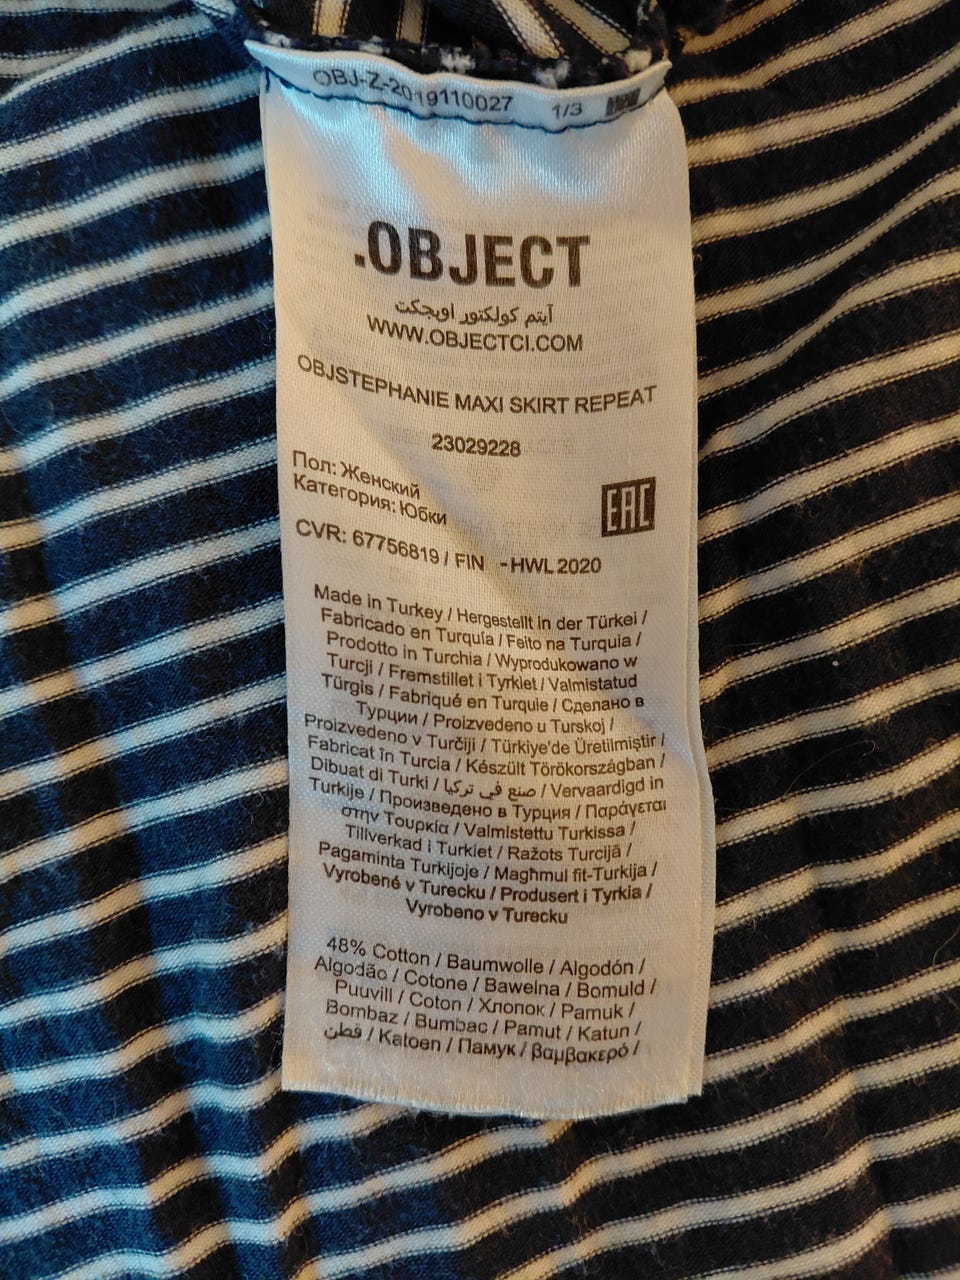 OBJ-Z-2019110027 1/3
.OBJECT
آيتم كولكتور اوبجكت
WWW.OBJECTCI.COM
OBJSTEPHANIE MAXI SKIRT REPEAT
23029228
Пол: Женский
Категория: Юбки
EAC
CVR: 67756819 / FIN - HWL 2020
Made in Turkey / Hergestellt in der Türkei /
Fabricado en Turquía / Feito na Turquia /
Prodotto in Turchia / Wyprodukowano w
Turcji / Fremstillet i Tyrkiet / Valmistatud
Türgis / Fabriqué en Turquie / Сделано в
Турции / Proizvedeno u Turskoj /
Proizvedeno v Turčiji / Türkiye'de Üretilmiştir /
Fabricat în Turcia / Készült Törökországban /
Dibuat di Turki / صنع في تركيا / Vervaardigd in
Turkije / Произведено в Турция / Παράγεται
στην Τουρκία / Valmistettu Turkissa /
Tillverkad i Turkiet / Ražots Turcijā /
Pagaminta Turkijoje / Maghmul fit-Turkija /
Vyrobené v Turecku / Produsert i Tyrkia /
Vyrobeno v Turecku
48% Cotton / Baumwolle / Algodón /
Algodão / Cotone / Bawełna / Bomuld /
Puuvill / Coton / Хлопок / Pamuk /
Bombaz / Bumbac / Pamut / Katun /
قطن / Katoen / Памук / βαμβακερό /